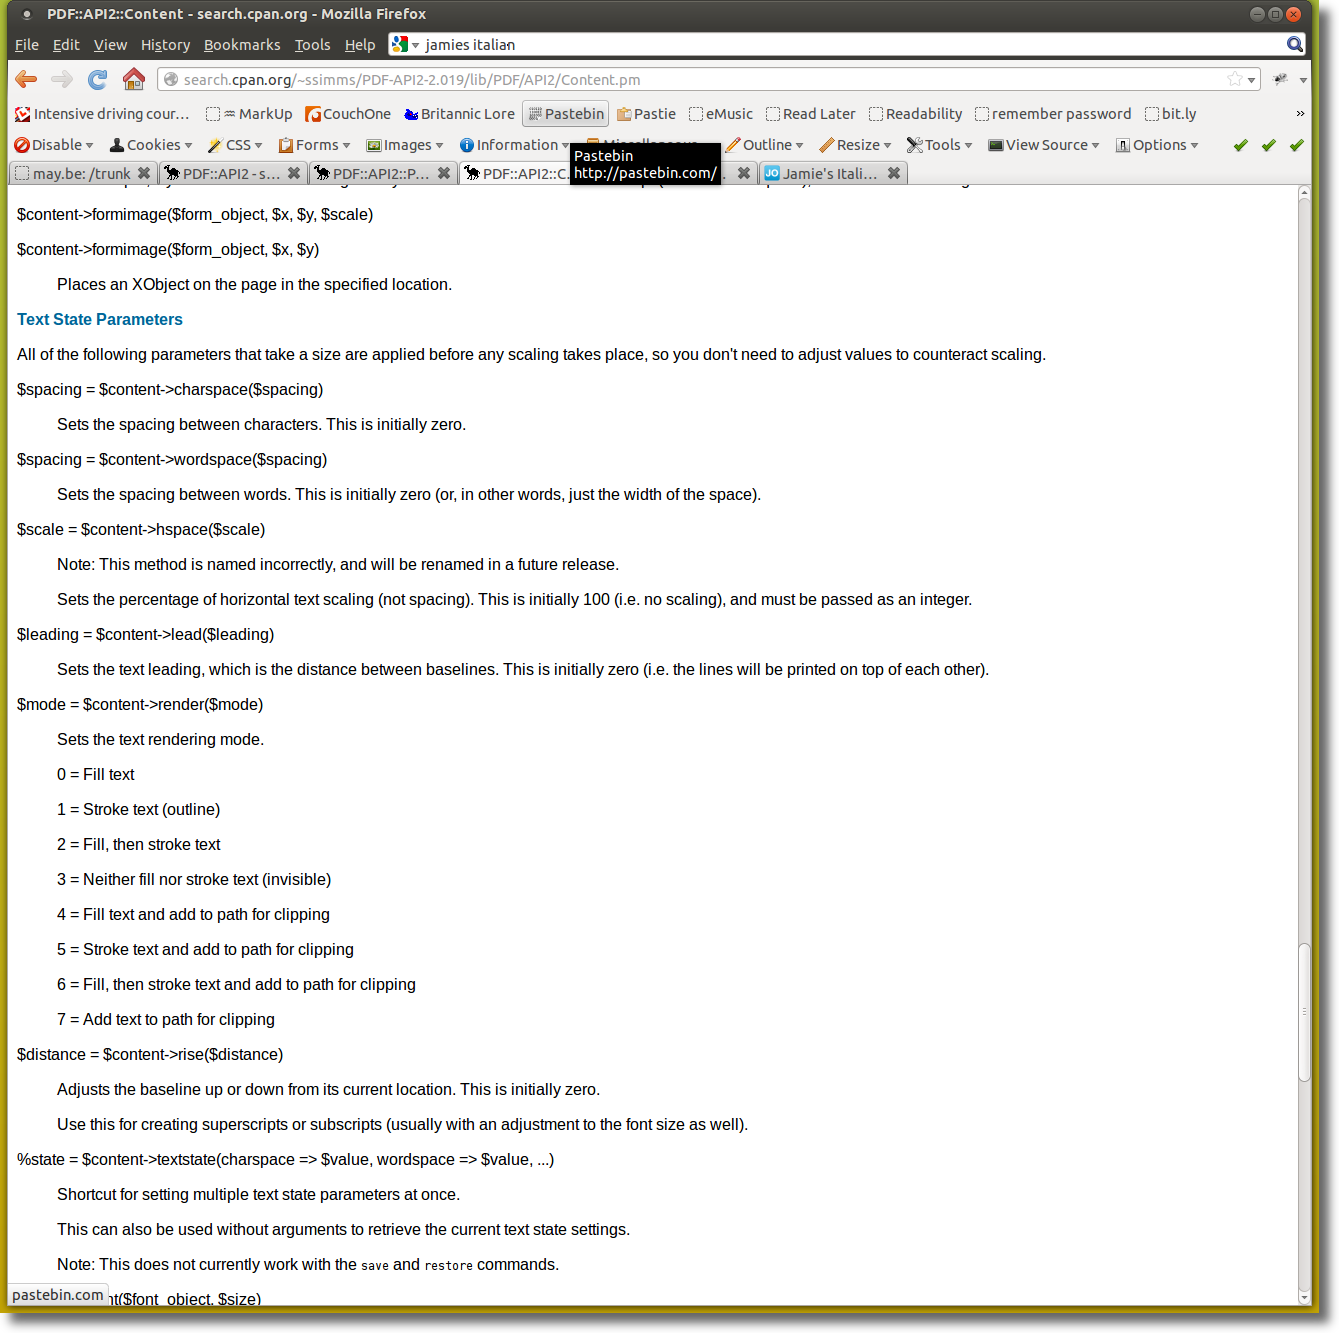 PDF::API2::Content - search.cpan.org - Mozilla Firefox
File Edit View History Bookmarks Tools Help jamies italian
search.cpan.org/~ssimms/PDF-API2-2.019/lib/PDF/API2/Content.pm
Intensive driving cour... MarkUp CouchOne Britannic Lore Pastebin Pastie eMusic Read Later Readability remember password bit.ly »
Disable Cookies CSS Forms Images Information Outline Resize Tools View Source Options
Pastebin
http://pastebin.com/
may.be: /trunk PDF::API2 - s... PDF::API2::P... PDF::API2::C. JO Jamie's Itali...
$content->formimage($form_object, $x, $y, $scale)
$content->formimage($form_object, $x, $y)
Places an XObject on the page in the specified location.
Text State Parameters
All of the following parameters that take a size are applied before any scaling takes place, so you don't need to adjust values to counteract scaling.
$spacing = $content->charspace($spacing)
Sets the spacing between characters. This is initially zero.
$spacing = $content->wordspace($spacing)
Sets the spacing between words. This is initially zero (or, in other words, just the width of the space).
$scale = $content->hspace($scale)
Note: This method is named incorrectly, and will be renamed in a future release.
Sets the percentage of horizontal text scaling (not spacing). This is initially 100 (i.e. no scaling), and must be passed as an integer.
$leading = $content->lead($leading)
Sets the text leading, which is the distance between baselines. This is initially zero (i.e. the lines will be printed on top of each other).
$mode = $content->render($mode)
Sets the text rendering mode.
0 = Fill text
1 = Stroke text (outline)
2 = Fill, then stroke text
3 = Neither fill nor stroke text (invisible)
4 = Fill text and add to path for clipping
5 = Stroke text and add to path for clipping
6 = Fill, then stroke text and add to path for clipping
7 = Add text to path for clipping
$distance = $content->rise($distance)
Adjusts the baseline up or down from its current location. This is initially zero.
Use this for creating superscripts or subscripts (usually with an adjustment to the font size as well).
%state = $content->textstate(charspace => $value, wordspace => $value, ...)
Shortcut for setting multiple text state parameters at once.
This can also be used without arguments to retrieve the current text state settings.
Note: This does not currently work with the save and restore commands.
pastebin.com nt($font_object, $size)